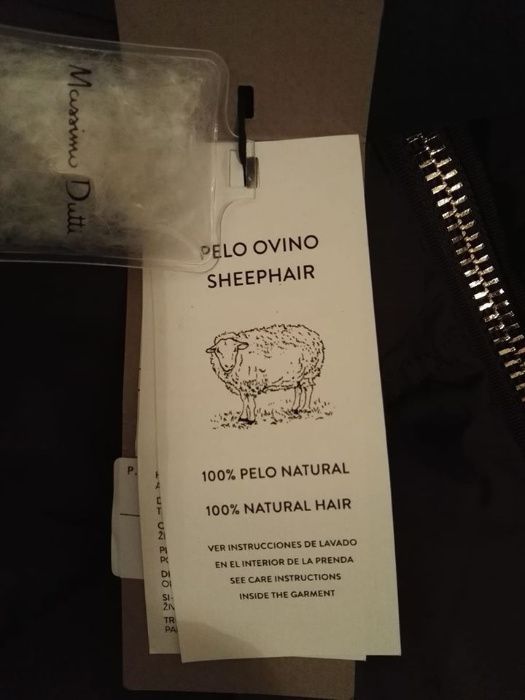 Massimo Dutti
PELO OVINO
SHEEPHAIR
100% PELO NATURAL
100% NATURAL HAIR
VER INSTRUCCIONES DE LAVADO
EN EL INTERIOR DE LA PRENDA
SEE CARE INSTRUCTIONS
INSIDE THE GARMENT